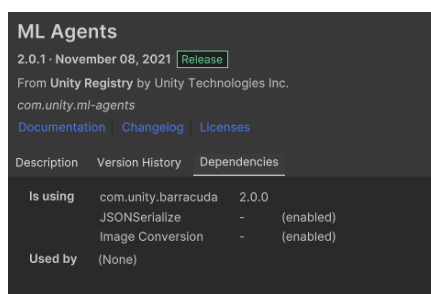 ML Agents
2.0.1 · November 08, 2021 Release
From Unity Registry by Unity Technologies Inc.
com.unity.ml-agents
Documentation Changelog Licenses
Description Version History Dependencies
Is using com.unity.barracuda 2.0.0
JSONSerialize - (enabled)
Image Conversion - (enabled)
Used by (None)